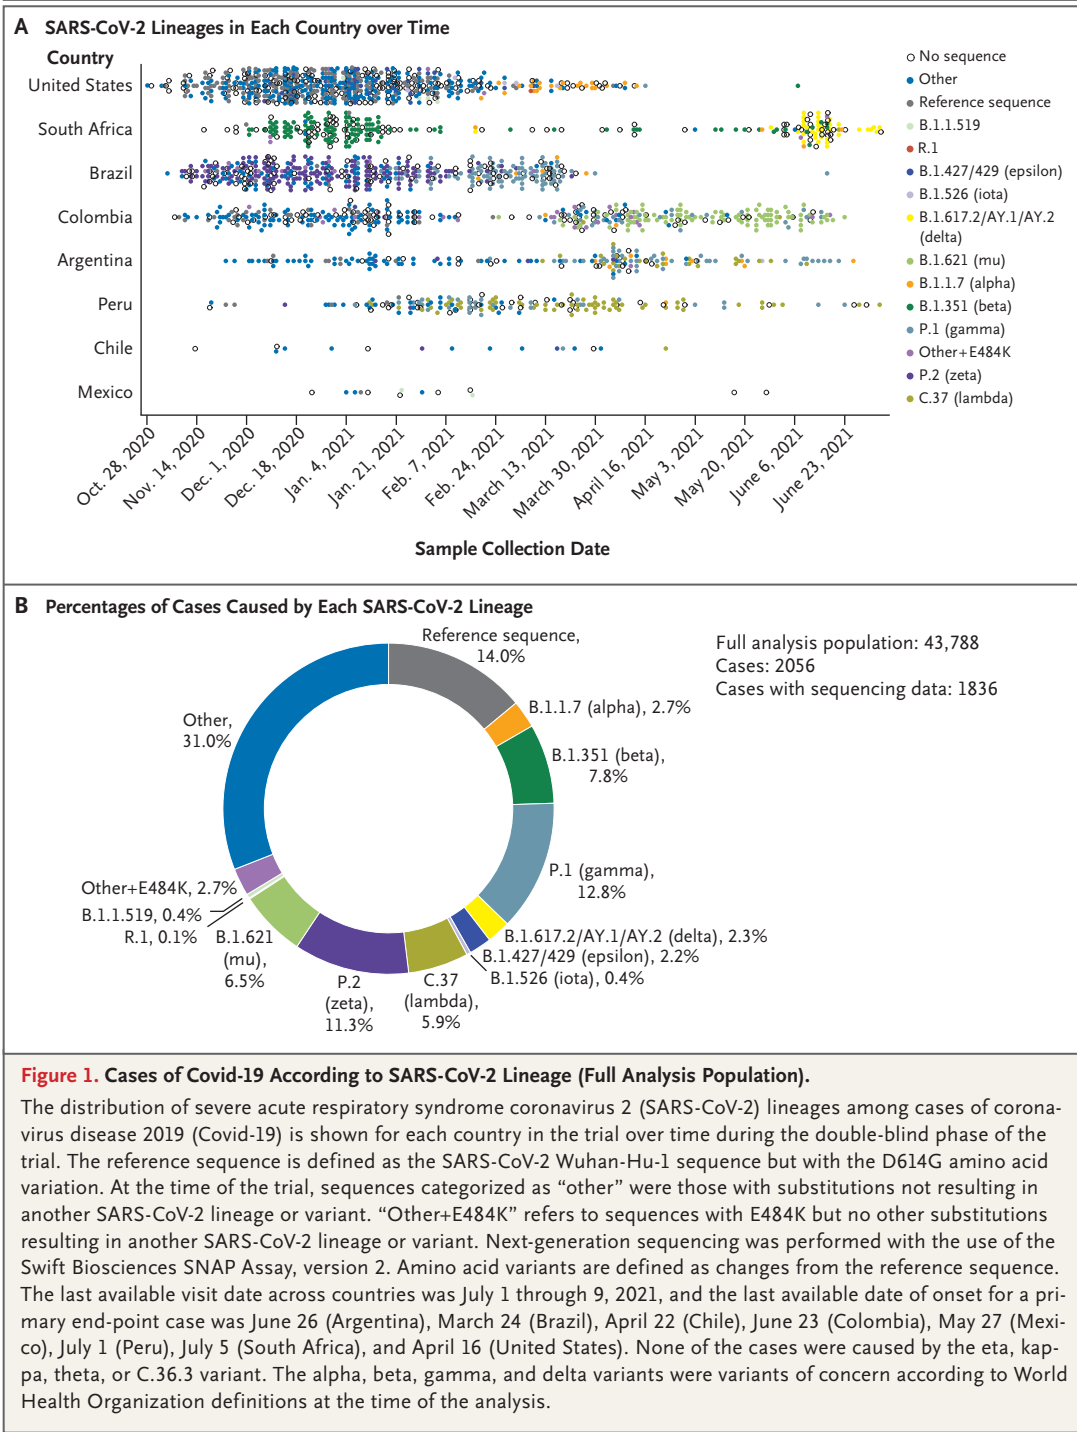 A SARS-CoV-2 Lineages in Each Country over Time
Country
United States
South Africa
Brazil
Colombia
Argentina
Peru
Chile
Mexico
No sequence
Other
Reference sequence
B.1.1.519
R.1
B.1.427/429 (epsilon)
B.1.526 (iota)
B.1.617.2/AY.1/AY.2
(delta)
B.1.621 (mu)
B.1.1.7 (alpha)
B.1.351 (beta)
P.1 (gamma)
Other+E484K
P.2 (zeta)
C.37 (lambda)
Oct. 28, 2020
Nov. 14, 2020
Dec. 1, 2020
Dec. 18, 2020
Jan. 4, 2021
Jan. 21, 2021
Feb. 7, 2021
Feb. 24, 2021
March 13, 2021
March 30, 2021
April 16, 2021
May 3, 2021
May 20, 2021
June 6, 2021
June 23, 2021
Sample Collection Date
B Percentages of Cases Caused by Each SARS-CoV-2 Lineage
Full analysis population: 43,788
Cases: 2056
Cases with sequencing data: 1836
Reference sequence,
14.0%
B.1.1.7 (alpha), 2.7%
B.1.351 (beta),
7.8%
P.1 (gamma),
12.8%
B.1.617.2/AY.1/AY.2 (delta), 2.3%
B.1.427/429 (epsilon), 2.2%
B.1.526 (iota), 0.4%
C.37
(lambda),
5.9%
P.2
(zeta),
11.3%
B.1.621
(mu),
6.5%
R.1, 0.1%
B.1.1.519, 0.4%
Other+E484K, 2.7%
Other,
31.0%
Figure 1. Cases of Covid-19 According to SARS-CoV-2 Lineage (Full Analysis Population).
The distribution of severe acute respiratory syndrome coronavirus 2 (SARS-CoV-2) lineages among cases of corona-
virus disease 2019 (Covid-19) is shown for each country in the trial over time during the double-blind phase of the
trial. The reference sequence is defined as the SARS-CoV-2 Wuhan-Hu-1 sequence but with the D614G amino acid
variation. At the time of the trial, sequences categorized as “other” were those with substitutions not resulting in
another SARS-CoV-2 lineage or variant. “Other+E484K” refers to sequences with E484K but no other substitutions
resulting in another SARS-CoV-2 lineage or variant. Next-generation sequencing was performed with the use of the
Swift Biosciences SNAP Assay, version 2. Amino acid variants are defined as changes from the reference sequence.
The last available visit date across countries was July 1 through 9, 2021, and the last available date of onset for a pri-
mary end-point case was June 26 (Argentina), March 24 (Brazil), April 22 (Chile), June 23 (Colombia), May 27 (Mexi-
co), July 1 (Peru), July 5 (South Africa), and April 16 (United States). None of the cases were caused by the eta, kap-
pa, theta, or C.36.3 variant. The alpha, beta, gamma, and delta variants were variants of concern according to World
Health Organization definitions at the time of the analysis.